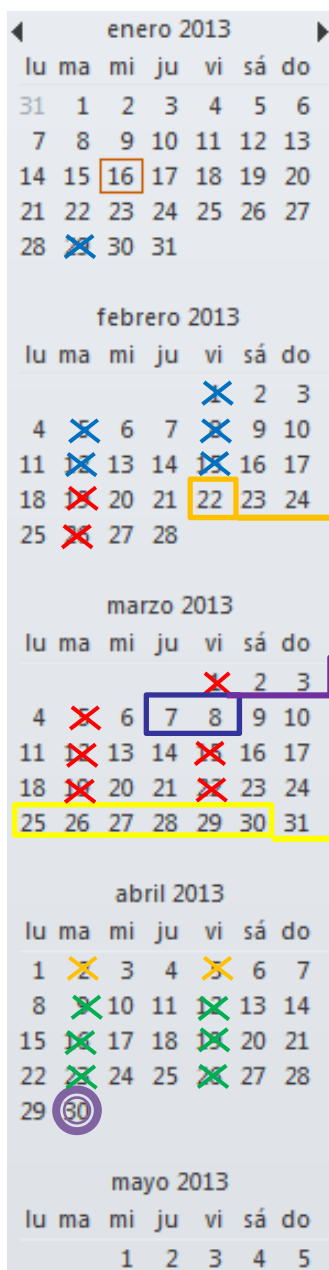 enero 2013
lu ma mi ju vi sá do
31 1 2 3 4 5 6
7 8 9 10 11 12 13
14 15 16 17 18 19 20
21 22 23 24 25 26 27
28 29 30 31
febrero 2013
lu ma mi ju vi sá do
1 2 3
4 5 6 7 8 9 10
11 12 13 14 15 16 17
18 19 20 21 22 23 24
25 26 27 28
marzo 2013
lu ma mi ju vi sá do
1 2 3
4 5 6 7 8 9 10
11 12 13 14 15 16 17
18 19 20 21 22 23 24
25 26 27 28 29 30 31
abril 2013
lu ma mi ju vi sá do
1 2 3 4 5 6 7
8 9 10 11 12 13 14
15 16 17 18 19 20 21
22 23 24 25 26 27 28
29 30
mayo 2013
lu ma mi ju vi sá do
1 2 3 4 5